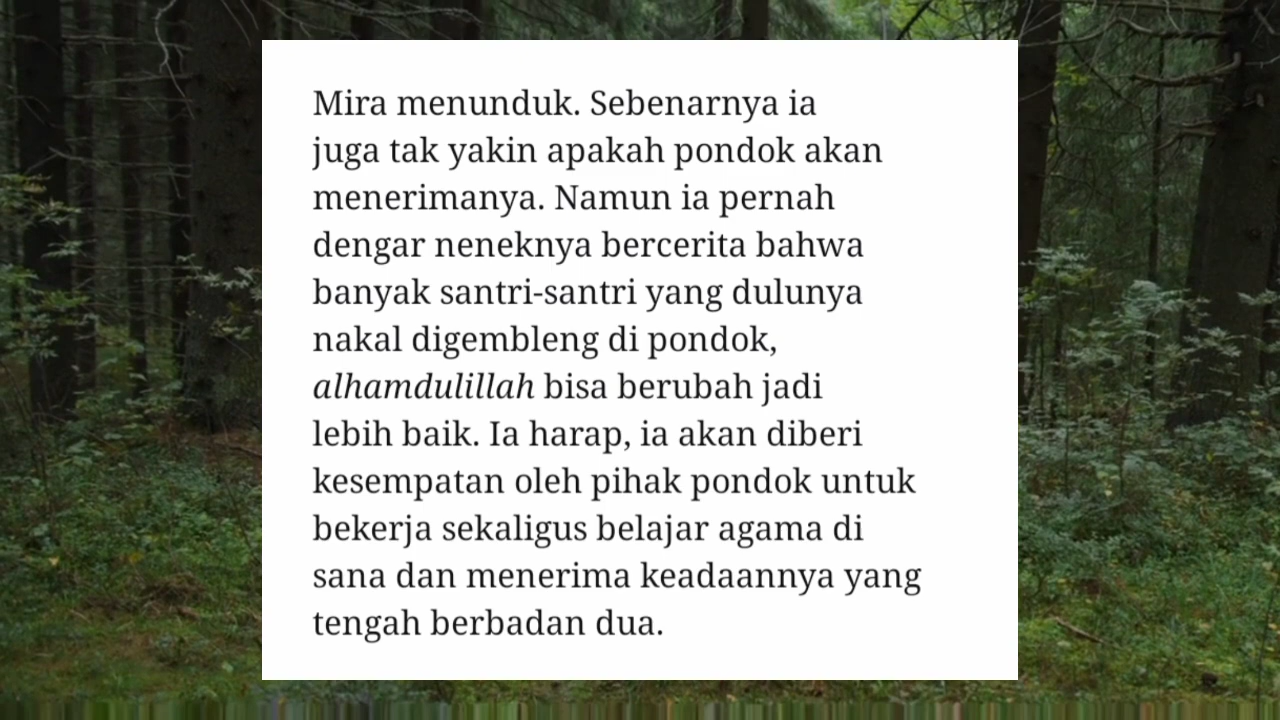 Mira menunduk. Sebenarnya ia
juga tak yakin apakah pondok akan
menerimanya. Namun ia pernah
dengar neneknya bercerita bahwa
banyak santri-santri yang dulunya
nakal digembleng di pondok,
alhamdulillah bisa berubah jadi
lebih baik. Ia harap, ia akan diberi
kesempatan oleh pihak pondok untuk
bekerja sekaligus belajar agama di
sana dan menerima keadaannya yang
tengah berbadan dua.